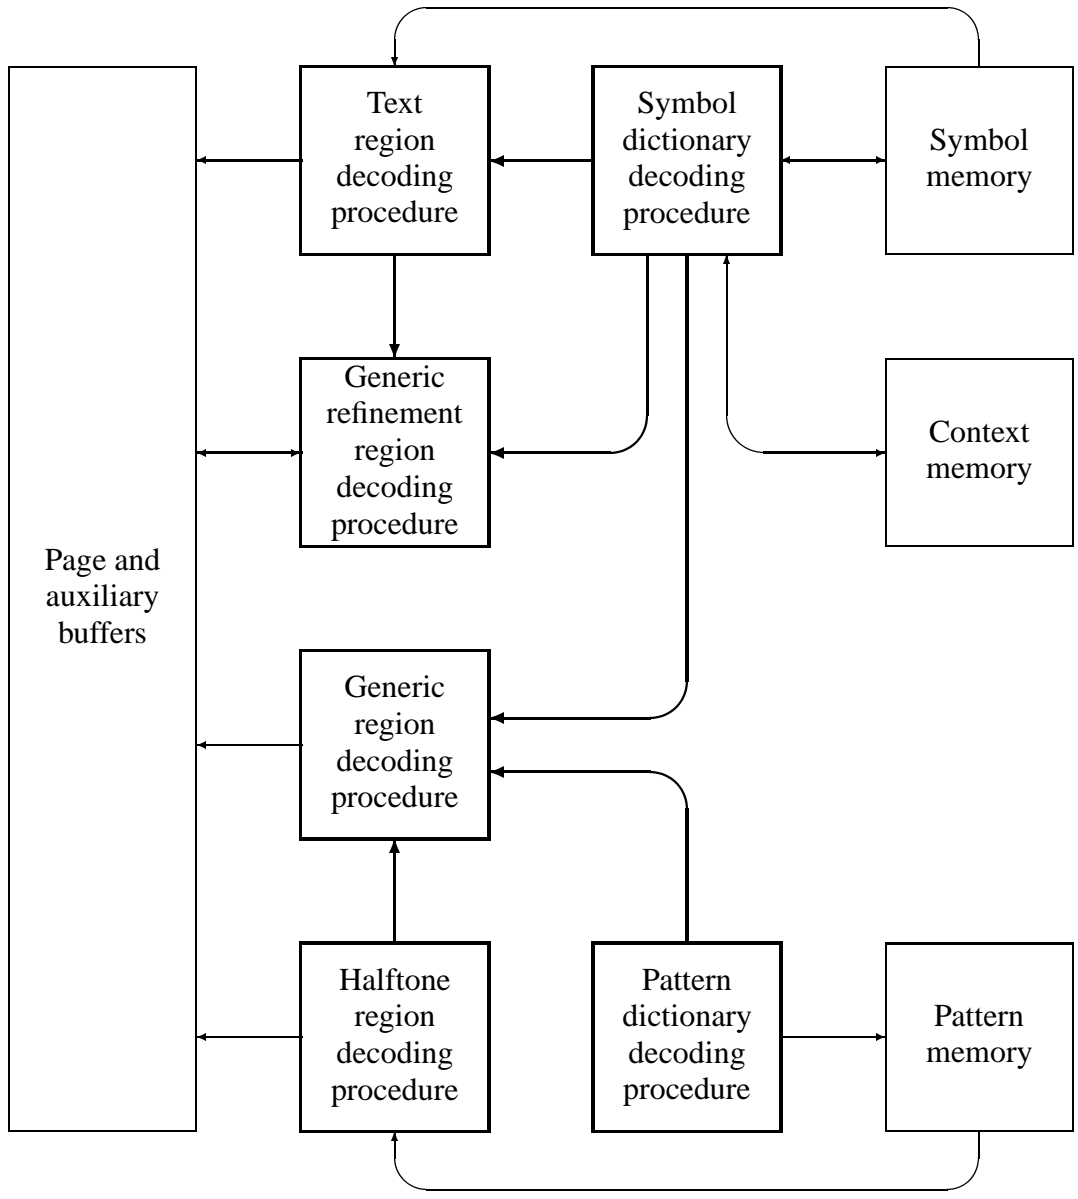 Text
region
decoding
procedure
Symbol
dictionary
decoding
procedure
Symbol
memory
Generic
refinement
region
decoding
procedure
Context
memory
Page and
auxiliary
buffers
Generic
region
decoding
procedure
Halftone
region
decoding
procedure
Pattern
dictionary
decoding
procedure
Pattern
memory